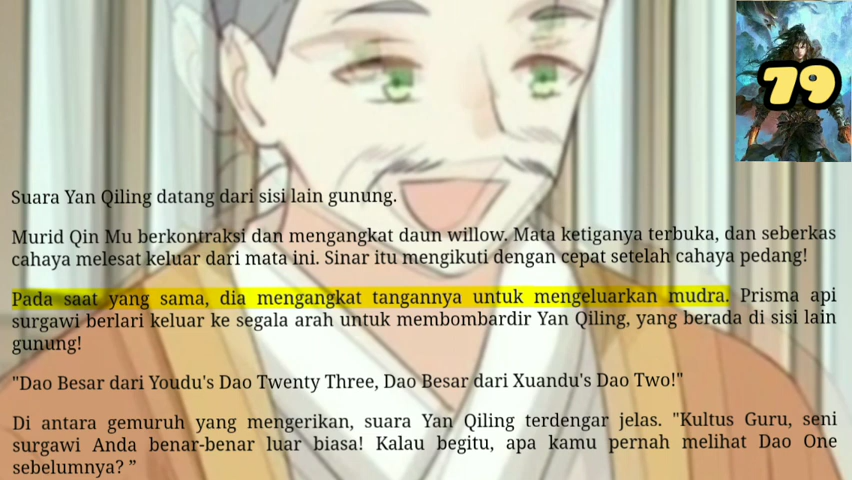 79
Suara Yan Qiling datang dari sisi lain gunung.
Murid Qin Mu berkontraksi dan mengangkat daun willow. Mata ketiganya terbuka, dan seberkas
cahaya melesat keluar dari mata ini. Sinar itu mengikuti dengan cepat setelah cahaya pedang!
Pada saat yang sama, dia mengangkat tangannya untuk mengeluarkan mudra. Prisma api
surgawi berlari keluar ke segala arah untuk membombardir Yan Qiling, yang berada di sisi lain
gunung!
"Dao Besar dari Youdu's Dao Twenty Three, Dao Besar dari Xuandu's Dao Two!"
Di antara gemuruh yang mengerikan, suara Yan Qiling terdengar jelas. "Kultus Guru, seni
surgawi Anda benar-benar luar biasa! Kalau begitu, apa kamu pernah melihat Dao One
sebelumnya? ”